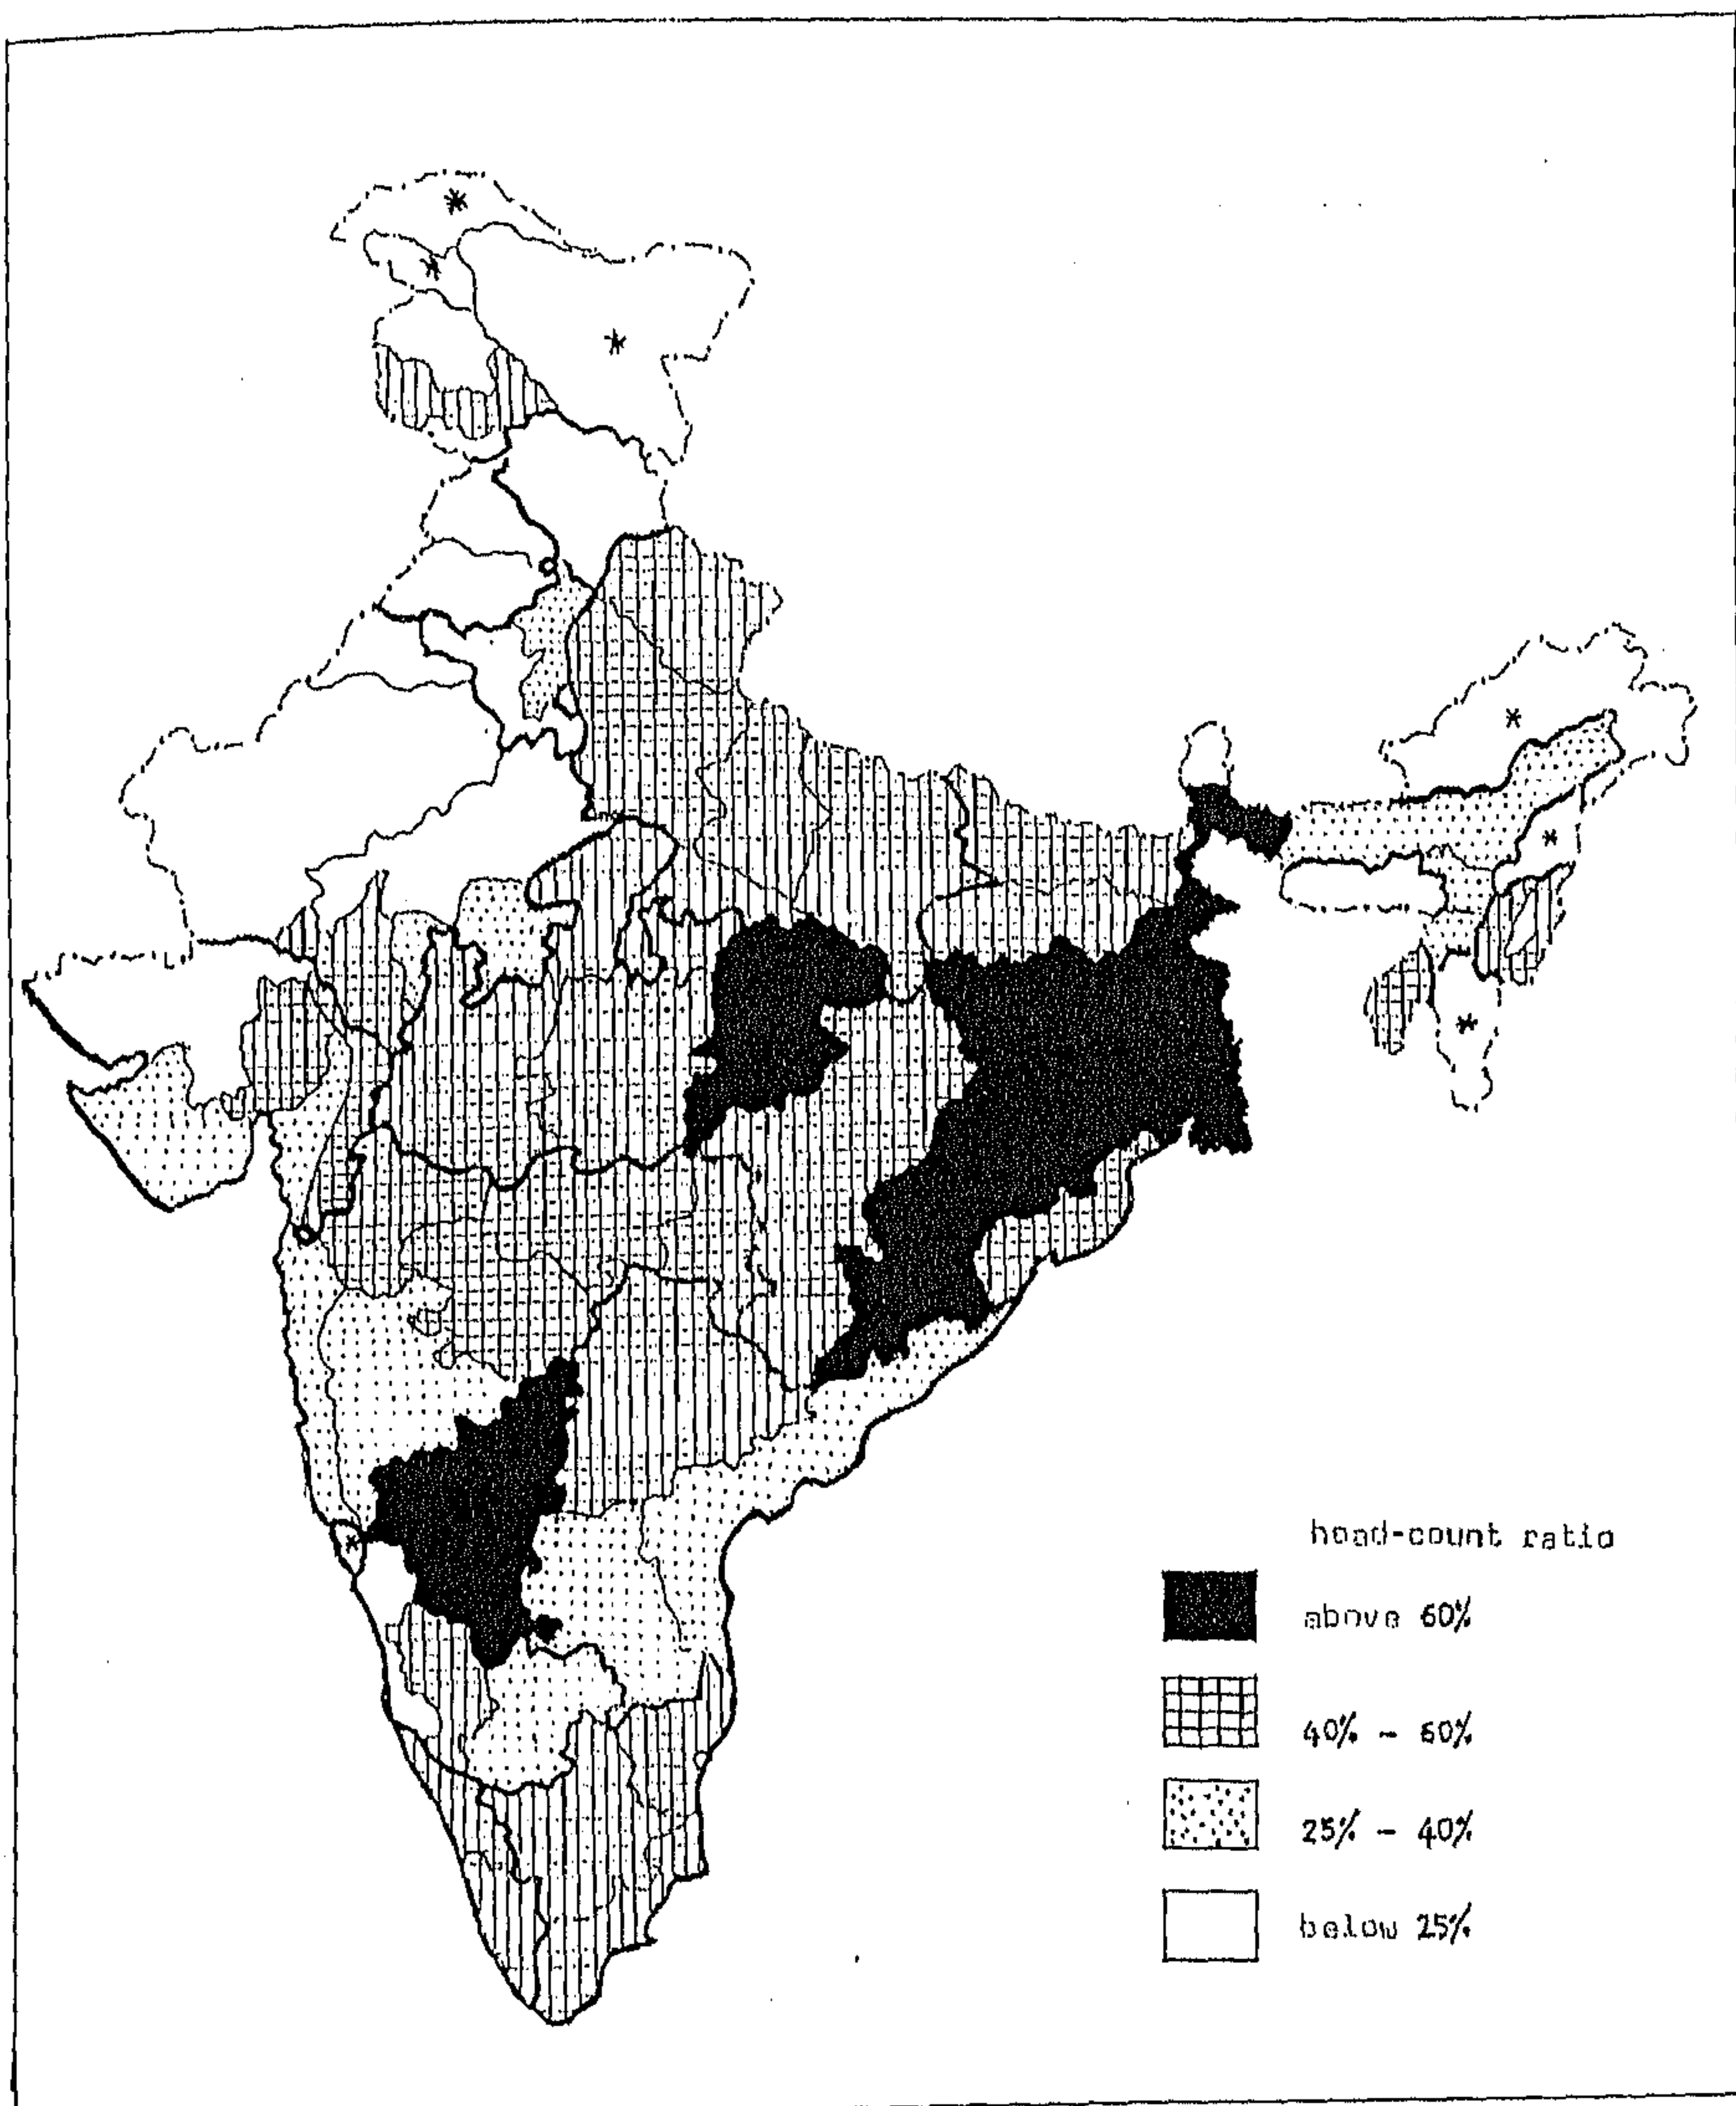 head-count ratio
above 60%
40% - 60%
25% - 40%
below 25%